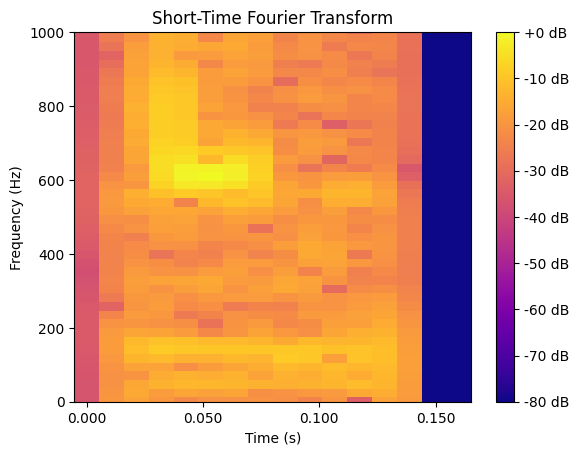 Short-Time Fourier Transform
1000
800
600
400
200
0
Frequency (Hz)
0.000
0.050
0.100
0.150
Time (s)
+0 dB
-10 dB
-20 dB
-30 dB
-40 dB
-50 dB
-60 dB
-70 dB
-80 dB